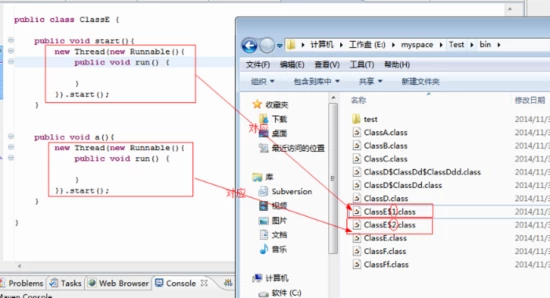 public class ClassE {
public void start(){
new Thread(new Runnable(){
public void run() {
}
}).start();
}
public void a(){
new Thread(new Runnable(){
public void run() {
}
}).start();
}
}
对应
对应
Problems
Tasks
Web Browser
Console
Maven Console
计算机 ▸ 工作盘 (E:) ▸ myspace ▸ Test ▸ bin ▸
文件(F) 编辑(E) 查看(V) 工具(T) 帮助(H)
组织 包含到库中 共享 新建文件夹
收藏夹
下载
桌面
最近访问的位置
库
Subversion
视频
图片
文档
音乐
计算机
软件 (C:)
名称 修改日期
test 2014/11/3
ClassA.class 2014/11/3
ClassB.class 2014/11/3
ClassC.class 2014/11/3
ClassD$ClassDd$ClassDdd.class 2014/11/3
ClassD$ClassDd.class 2014/11/3
ClassD.class 2014/11/3
ClassE$1.class 2014/11/3
ClassE$2.class 2014/11/3
ClassE.class 2014/11/3
ClassF.class 2014/11/3
ClassFf.class 2014/11/3